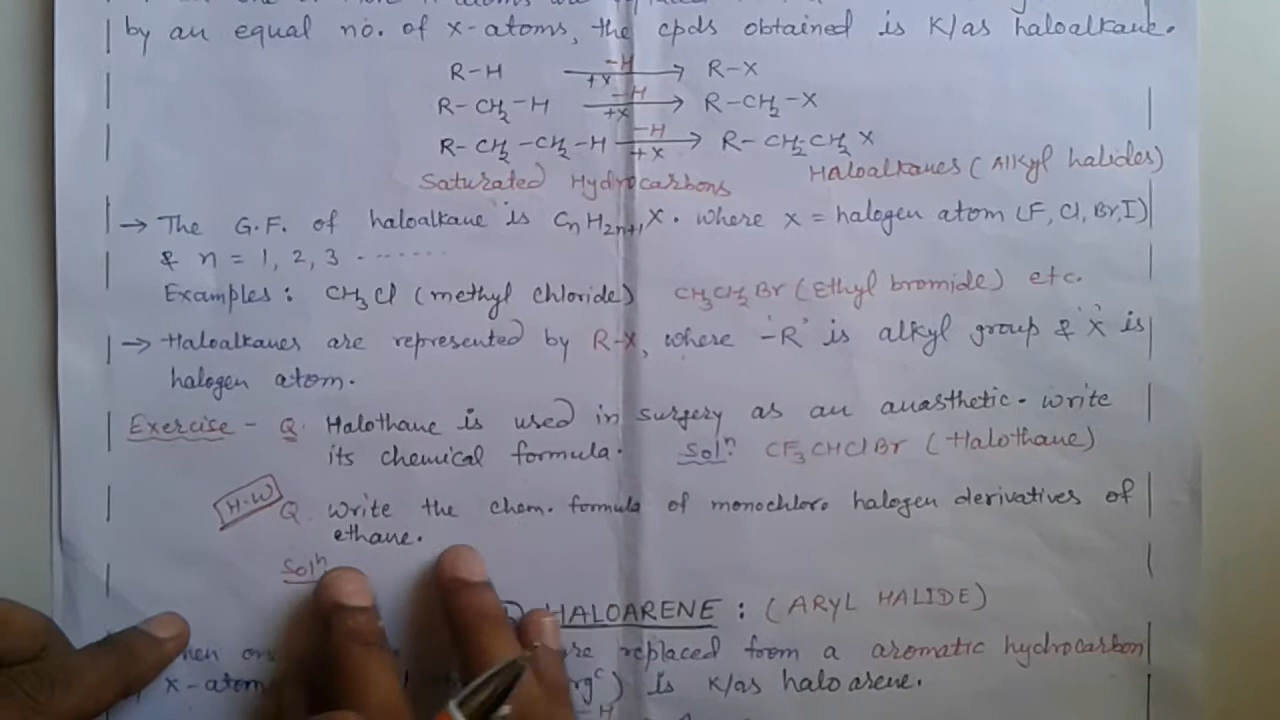 by an equal no. of x-atoms, the cpds obtained is K/as haloalkane.
R-H —H +X → R-X
R-CH₂-H —H +X → R-CH₂-X
R-CH₂-CH₂-H —H +X → R-CH₂CH₂X
Saturated Hydrocarbons Haloalkanes (Alkyl halides)
→ The G.F. of haloalkane is CₙH₂ₙ₊₁X. where x = halogen atom (F, Cl, Br, I)
& n = 1, 2, 3 .......
Examples: CH₃Cl (methyl chloride) CH₃CH₂Br (Ethyl bromide) etc.
→ Haloalkanes are represented by R-X, where '-R' is alkyl group & 'X' is
halogen atom.
Exercise - Q. Halothane is used in surgery as an anasthetic. write
its chemical formula. Solⁿ: CF₃CHClBr (Halothane)
H.W Q. Write the chem. formula of monochloro halogen derivatives of
ethane.
Solⁿ
HALOARENE : (ARYL HALIDE)
replaced from a aromatic hydrocarbon
x-atom is K/as haloarene.
-H